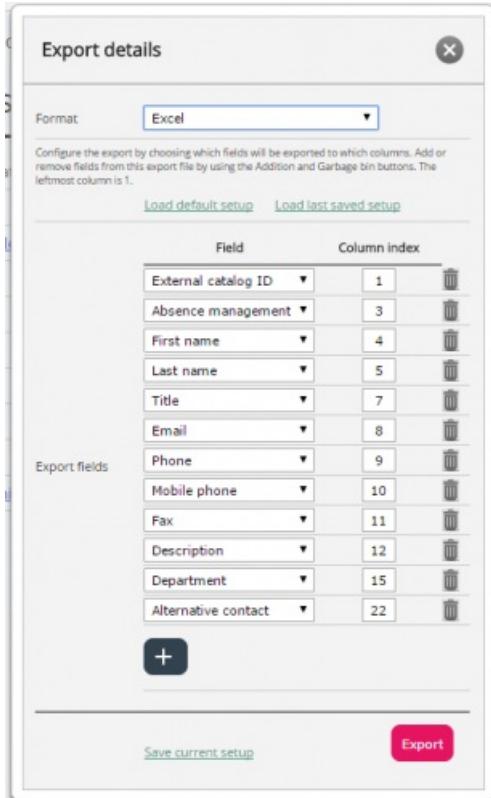 Export details
Format
Excel
Configure the export by choosing which fields will be exported to which columns. Add or
remove fields from this export file by using the Addition and Garbage bin buttons. The
leftmost column is 1.
Load default setup Load last saved setup
Field Column index
External catalog ID 1
Absence management 3
First name 4
Last name 5
Title 7
Email 8
Export fields
Phone 9
Mobile phone 10
Fax 11
Description 12
Department 15
Alternative contact 22
+
Save current setup
Export